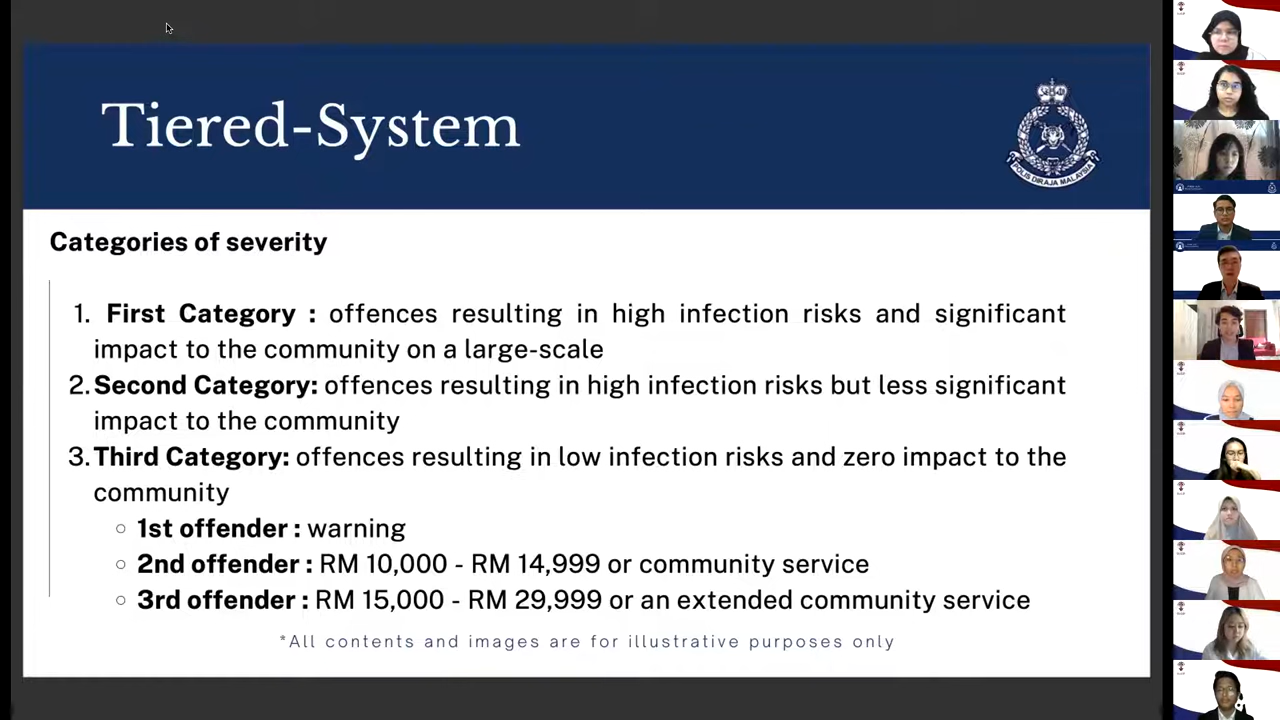 Tiered-System
POLIS DIRAJA MALAYSIA
Categories of severity
1. First Category : offences resulting in high infection risks and significant
impact to the community on a large-scale
2. Second Category: offences resulting in high infection risks but less significant
impact to the community
3. Third Category: offences resulting in low infection risks and zero impact to the
community
○ 1st offender : warning
○ 2nd offender : RM 10,000 - RM 14,999 or community service
○ 3rd offender : RM 15,000 - RM 29,999 or an extended community service
*All contents and images are for illustrative purposes only